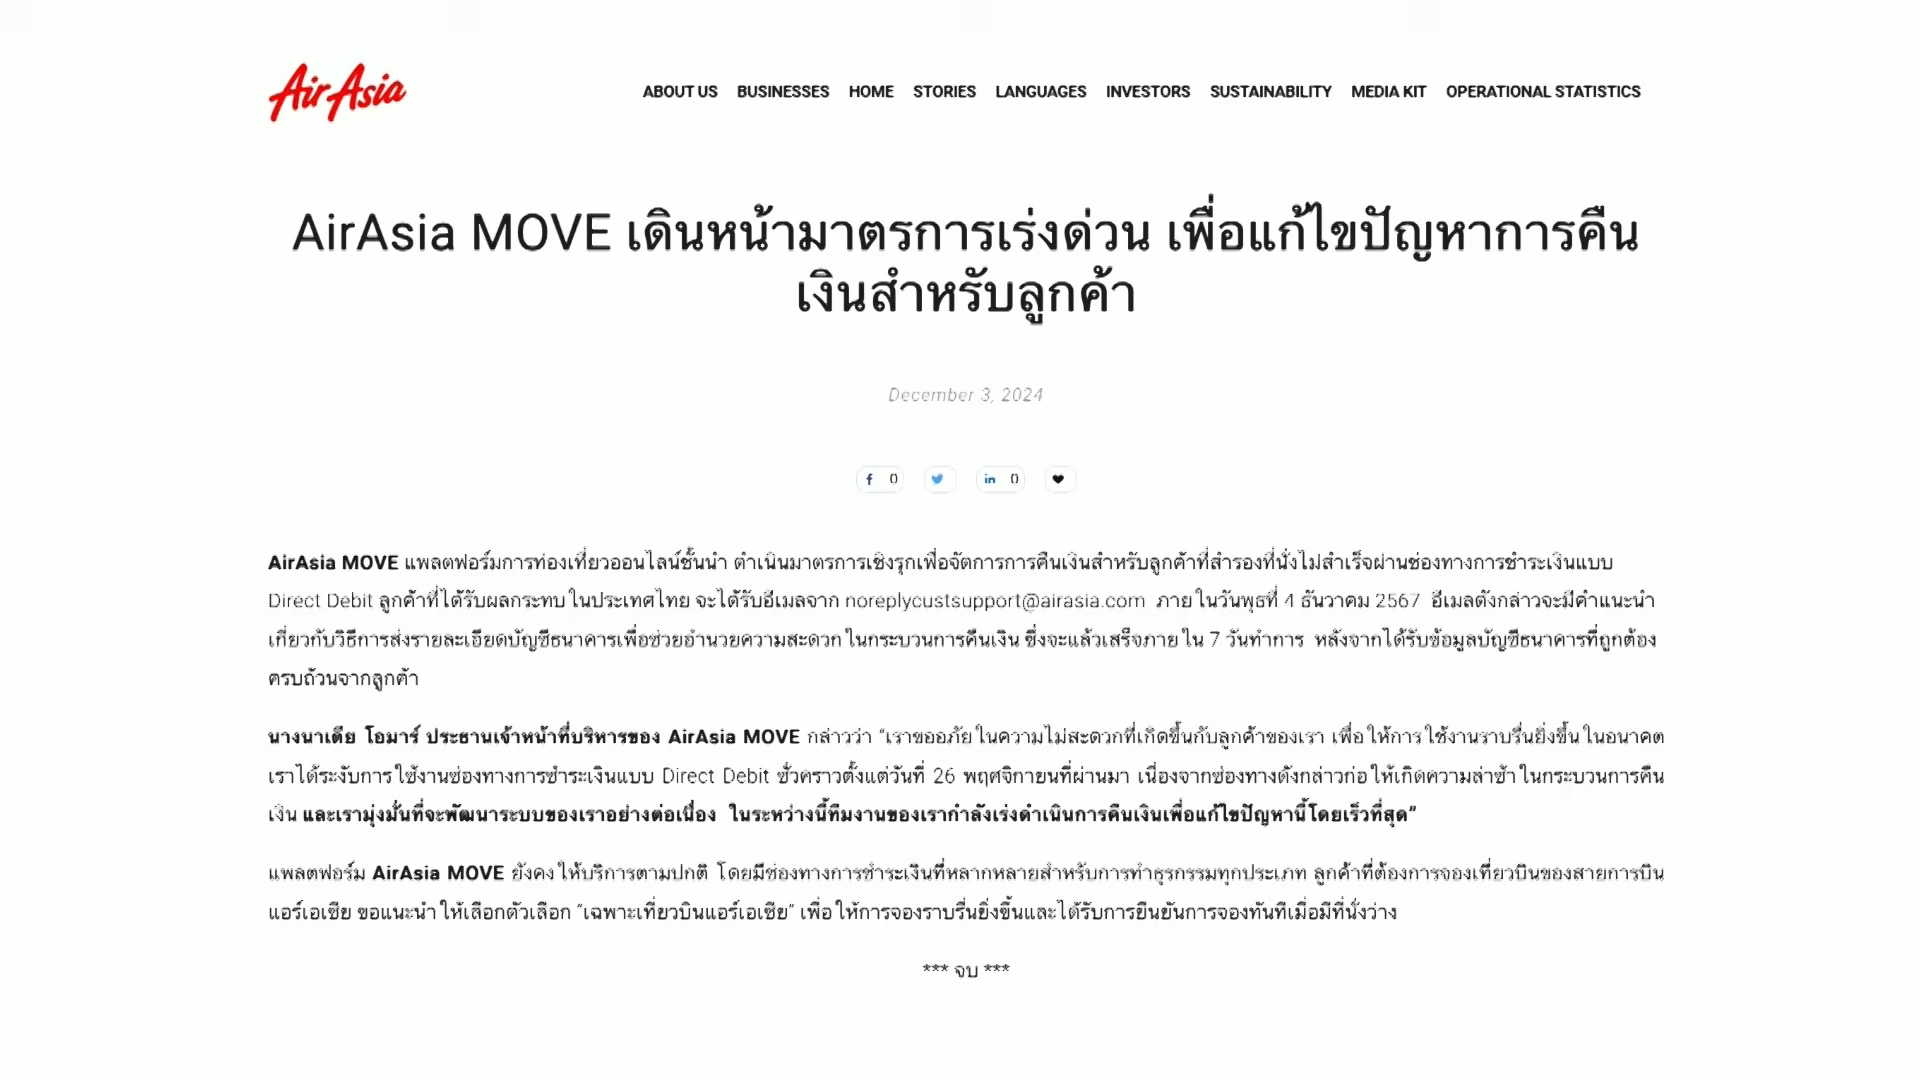 AirAsia
ABOUT US BUSINESSES HOME STORIES LANGUAGES INVESTORS SUSTAINABILITY MEDIA KIT OPERATIONAL STATISTICS
AirAsia MOVE เดินหน้ามาตรการเร่งด่วน เพื่อแก้ไขปัญหาการคืน
เงินสำหรับลูกค้า
December 3, 2024
0 0
AirAsia MOVE แพลตฟอร์มการท่องเที่ยวออนไลน์ชั้นนำ ดำเนินมาตรการเชิงรุกเพื่อจัดการการคืนเงินสำหรับลูกค้าที่สำรองที่นั่งไม่สำเร็จผ่านช่องทางการชำระเงินแบบ
Direct Debit ลูกค้าที่ได้รับผลกระทบในประเทศไทย จะได้รับอีเมลจาก noreplycustsupport@airasia.com ภายในวันพุธที่ 4 ธันวาคม 2567 อีเมลดังกล่าวจะมีคำแนะนำ
เกี่ยวกับวิธีการส่งรายละเอียดบัญชีธนาคารเพื่อช่วยอำนวยความสะดวกในกระบวนการคืนเงิน ซึ่งจะแล้วเสร็จภายใน 7 วันทำการ หลังจากได้รับข้อมูลบัญชีธนาคารที่ถูกต้อง
ครบถ้วนจากลูกค้า
นางนาเดีย โอมาร์ ประธานเจ้าหน้าที่บริหารของ AirAsia MOVE กล่าวว่า “เราขออภัยในความไม่สะดวกที่เกิดขึ้นกับลูกค้าของเรา เพื่อให้การใช้งานราบรื่นยิ่งขึ้นในอนาคต
เราได้ระงับการใช้งานช่องทางการชำระเงินแบบ Direct Debit ชั่วคราวตั้งแต่วันที่ 26 พฤศจิกายนที่ผ่านมา เนื่องจากช่องทางดังกล่าวก่อให้เกิดความล่าช้าในกระบวนการคืน
เงิน และเรามุ่งมั่นที่จะพัฒนาระบบของเราอย่างต่อเนื่อง ในระหว่างนี้ทีมงานของเรากำลังเร่งดำเนินการคืนเงินเพื่อแก้ไขปัญหานี้โดยเร็วที่สุด”
แพลตฟอร์ม AirAsia MOVE ยังคงให้บริการตามปกติ โดยมีช่องทางการชำระเงินที่หลากหลายสำหรับการทำธุรกรรมทุกประเภท ลูกค้าที่ต้องการจองเที่ยวบินของสายการบิน
แอร์เอเชีย ขอแนะนำให้เลือกตัวเลือก “เฉพาะเที่ยวบินแอร์เอเชีย” เพื่อให้การจองราบรื่นยิ่งขึ้นและได้รับการยืนยันการจองทันทีเมื่อมีที่นั่งว่าง
*** จบ ***